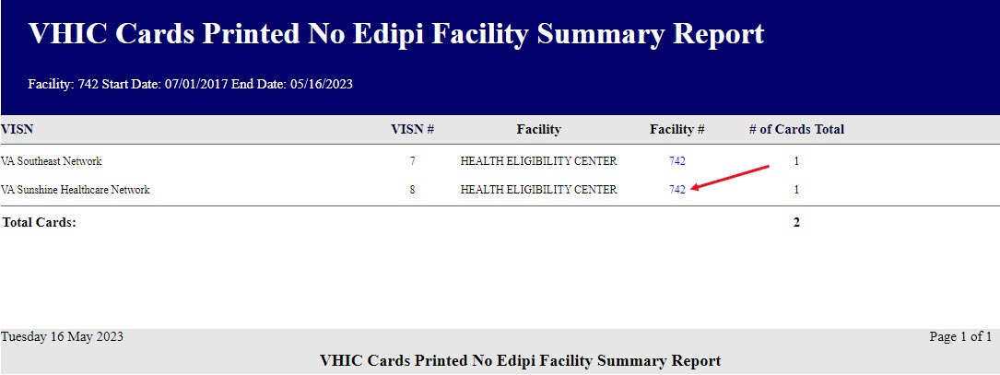 VHIC Cards Printed No Edipi Facility Summary Report
Facility: 742 Start Date: 07/01/2017 End Date: 05/16/2023
VISN VISN # Facility Facility # # of Cards Total
VA Southeast Network 7 HEALTH ELIGIBILITY CENTER 742 1
VA Sunshine Healthcare Network 8 HEALTH ELIGIBILITY CENTER 742 1
Total Cards: 2
Tuesday 16 May 2023 Page 1 of 1
VHIC Cards Printed No Edipi Facility Summary Report